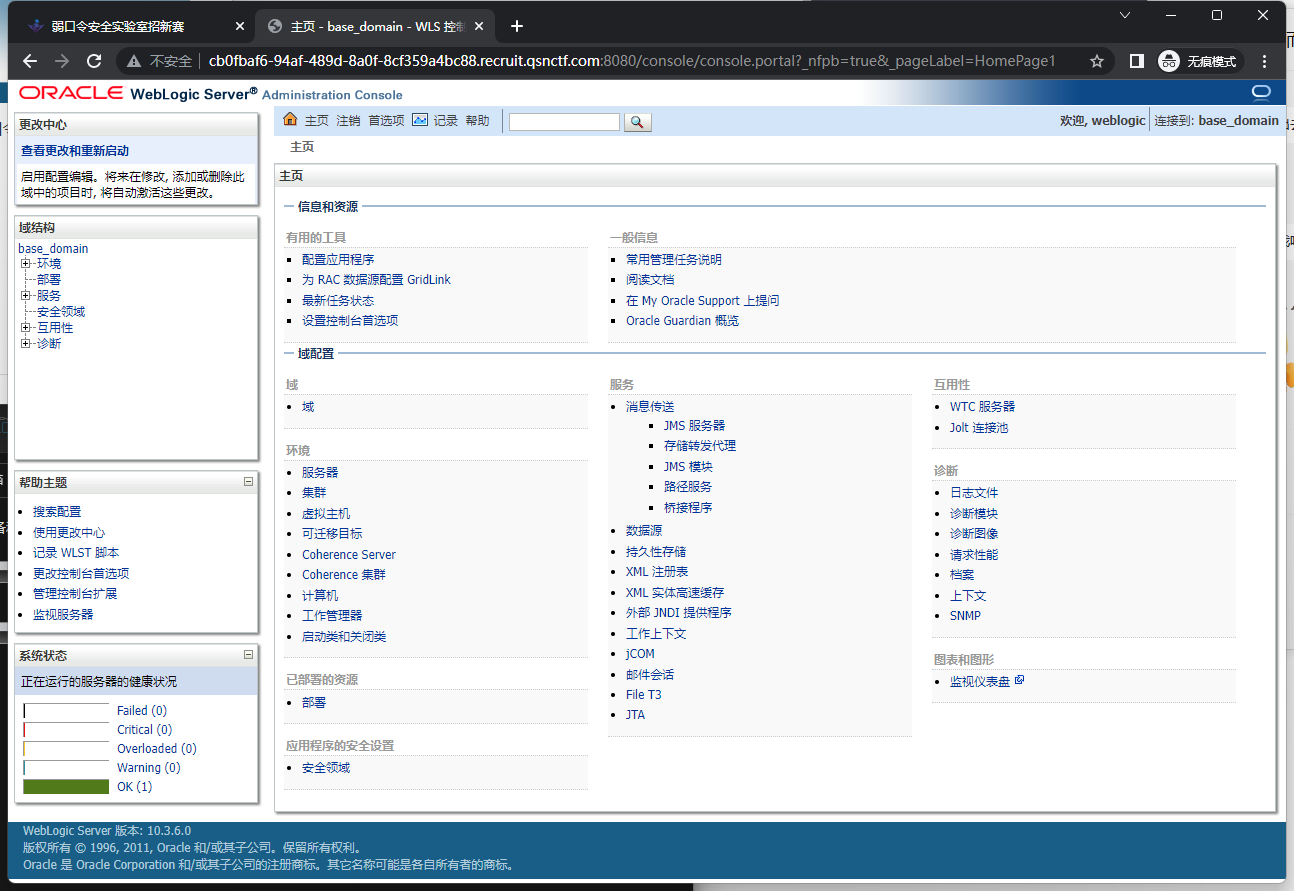 弱口令安全实验室招新赛
主页 - base_domain - WLS 控制
不安全
cb0fbaf6-94af-489d-8a0f-8cf359a4bc88.recruit.qsnctf.com:8080/console/console.portal?_nfpb=true&_pageLabel=HomePage1
无痕模式
ORACLE WebLogic Server® Administration Console
更改中心
查看更改和重新启动
启用配置编辑。将来在修改, 添加或删除此
域中的项目时, 将自动激活这些更改。
域结构
base_domain
环境
部署
服务
安全领域
互用性
诊断
帮助主题
搜索配置
使用更改中心
记录 WLST 脚本
更改控制台首选项
管理控制台扩展
监视服务器
系统状态
正在运行的服务器的健康状况
Failed (0)
Critical (0)
Overloaded (0)
Warning (0)
OK (1)
主页 注销 首选项 记录 帮助
欢迎, weblogic 连接到: base_domain
主页
主页
信息和资源
有用的工具
配置应用程序
为 RAC 数据源配置 GridLink
最新任务状态
设置控制台首选项
一般信息
常用管理任务说明
阅读文档
在 My Oracle Support 上提问
Oracle Guardian 概览
域配置
域
域
环境
服务器
集群
虚拟主机
可迁移目标
Coherence Server
Coherence 集群
计算机
工作管理器
启动类和关闭类
已部署的资源
部署
应用程序的安全设置
安全领域
服务
消息传送
JMS 服务器
存储转发代理
JMS 模块
路径服务
桥接程序
数据源
持久性存储
XML 注册表
XML 实体高速缓存
外部 JNDI 提供程序
工作上下文
jCOM
邮件会话
File T3
JTA
互用性
WTC 服务器
Jolt 连接池
诊断
日志文件
诊断模块
诊断图像
请求性能
档案
上下文
SNMP
图表和图形
监视仪表盘
WebLogic Server 版本: 10.3.6.0
版权所有 © 1996, 2011, Oracle 和/或其子公司。保留所有权利。
Oracle 是 Oracle Corporation 和/或其子公司的注册商标。其它名称可能是各自所有者的商标。